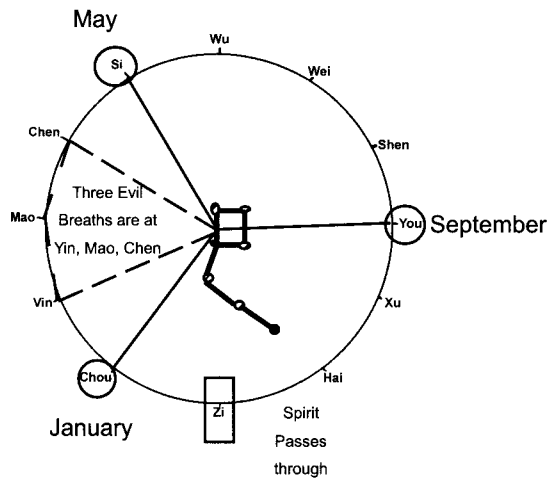 May
Wu
Si
Wei
Chen
Shen
Three Evil
Breaths are at
Yin, Mao, Chen
Mao
You
September
Vin
Xu
Chou
Hai
January
Zi
Spirit
Passes
through